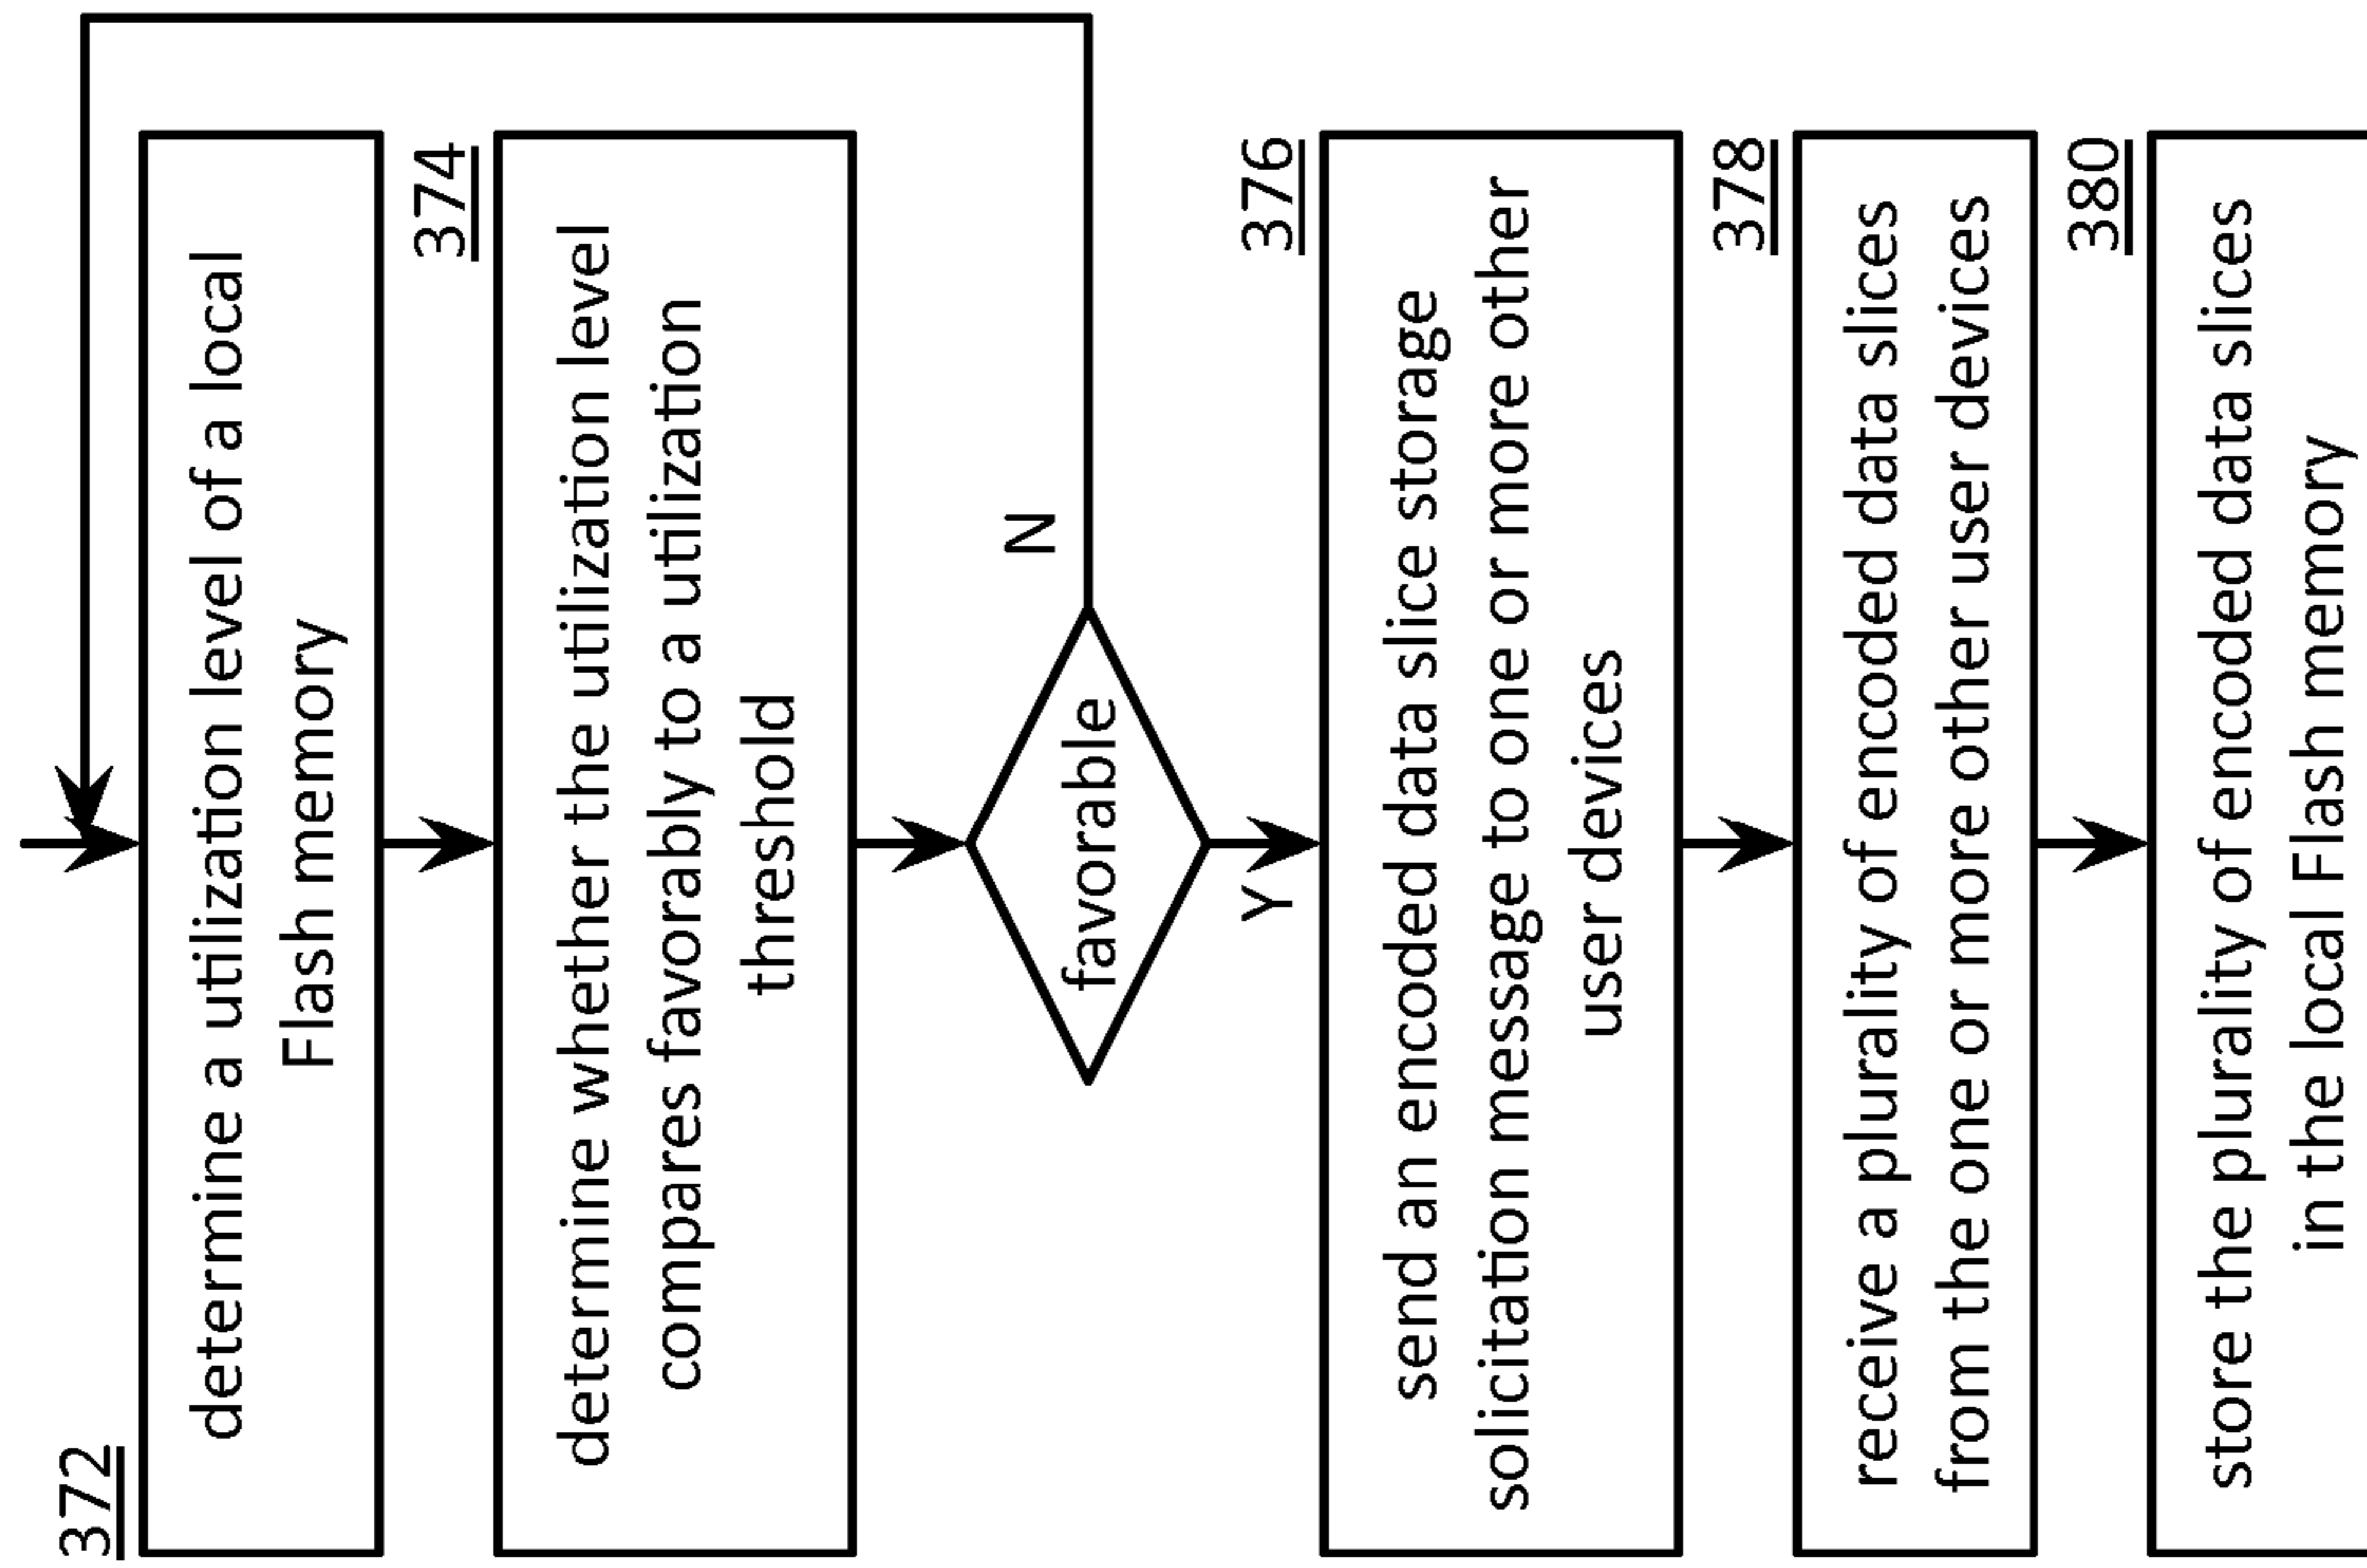 372
determine a utilization level of a local
Flash memory
374
determine whether the utilization level
compares favorably to a utilization
threshold
favorable
N
Y
376
send an encoded data slice storage
solicitation message to one or more other
user devices
378
receive a plurality of encoded data slices
from the one or more other user devices
380
store the plurality of encoded data slices
in the local Flash memory